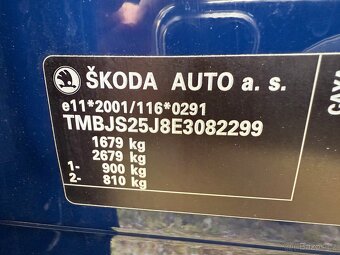 ŠKODA AUTO a. s.
e11*2001/116*0291
TMBJS25J8E3082299
1679 kg
2679 kg
1- 900 kg
2- 810 kg